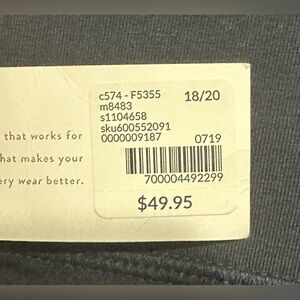 that works for
hat makes your
ery wear better.
c574 - F5355 18/20
m8483
s1104658
sku600552091
0000009187 0719
700004492299
$49.95